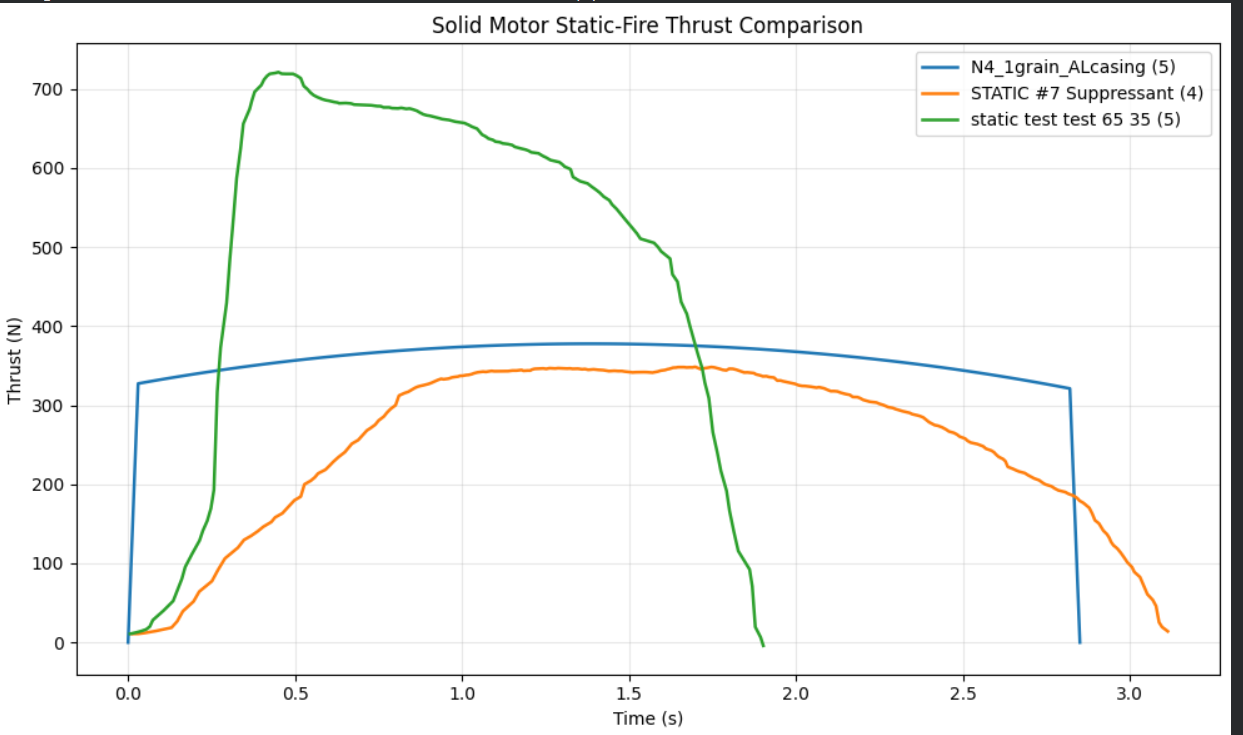 Solid Motor Static-Fire Thrust Comparison
N4_1grain_ALcasing (5)
STATIC #7 Suppressant (4)
static test test 65 35 (5)
Thrust (N)
700
600
500
400
300
200
100
0
0.0 0.5 1.0 1.5 2.0 2.5 3.0
Time (s)